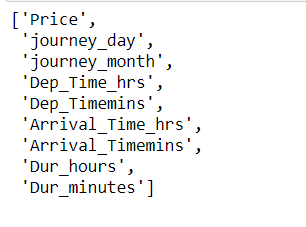 ['Price',
'journey_day',
'journey_month',
'Dep_Time_hrs',
'Dep_Timemins',
'Arrival_Time_hrs',
'Arrival_Timemins',
'Dur_hours',
'Dur_minutes']